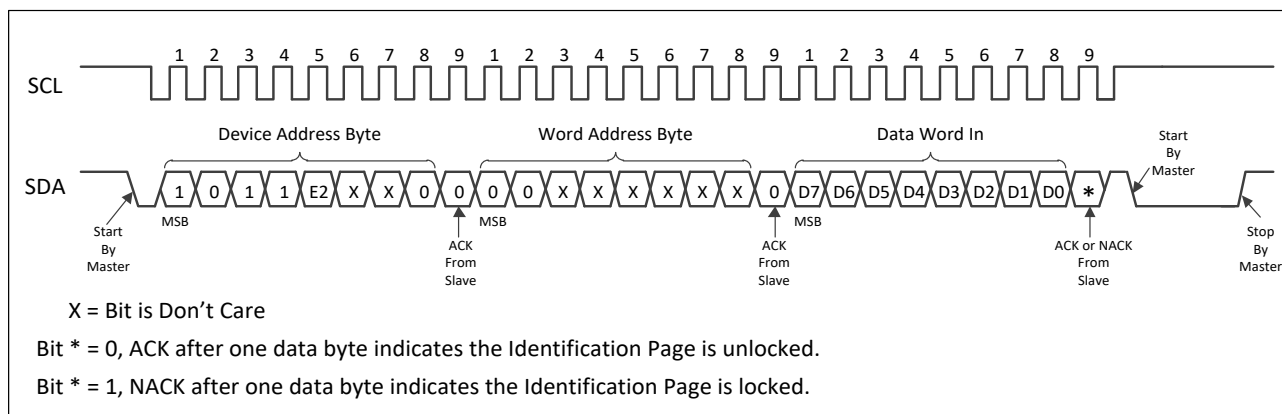 1 2 3 4 5 6 7 8 9 1 2 3 4 5 6 7 8 9 1 2 3 4 5 6 7 8 9
SCL
Device Address Byte Word Address Byte Data Word In
Start
By
Master
SDA
1 0 1 1 E2 X X 0 0 0 0 X X X X X X 0 D7 D6 D5 D4 D3 D2 D1 D0 *
MSB MSB MSB
Start
By
Master
ACK
From
Slave
ACK
From
Slave
ACK or NACK
From
Slave
Stop
By
Master
X = Bit is Don't Care
Bit * = 0, ACK after one data byte indicates the Identification Page is unlocked.
Bit * = 1, NACK after one data byte indicates the Identification Page is locked.